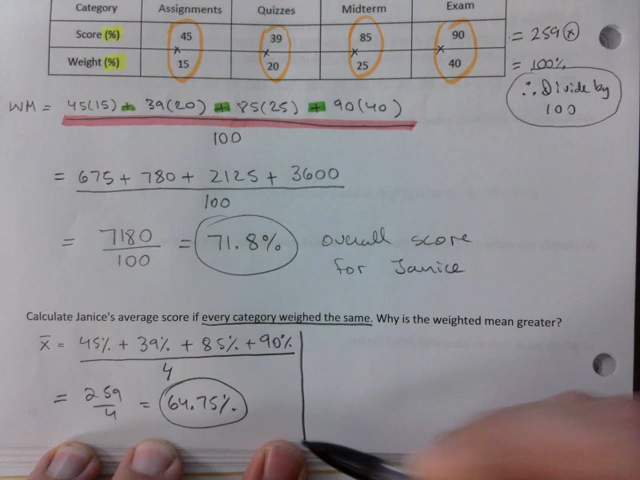 Category Assignments Quizzes Midterm Exam
Score (%) 45 39 85 90 = 259 x
x x x x
Weight (%) 15 20 25 40 = 100%
∴ Divide by
100
WM = 45(15) + 39(20) + 85(25) + 90(40)
100
= 675 + 780 + 2125 + 3600
100
= 7180 = 71.8% overall score
100 for Janice
Calculate Janice's average score if every category weighed the same. Why is the weighted mean greater?
x̄ = 45% + 39% + 85% + 90%
4
= 259 = 64.75%
4